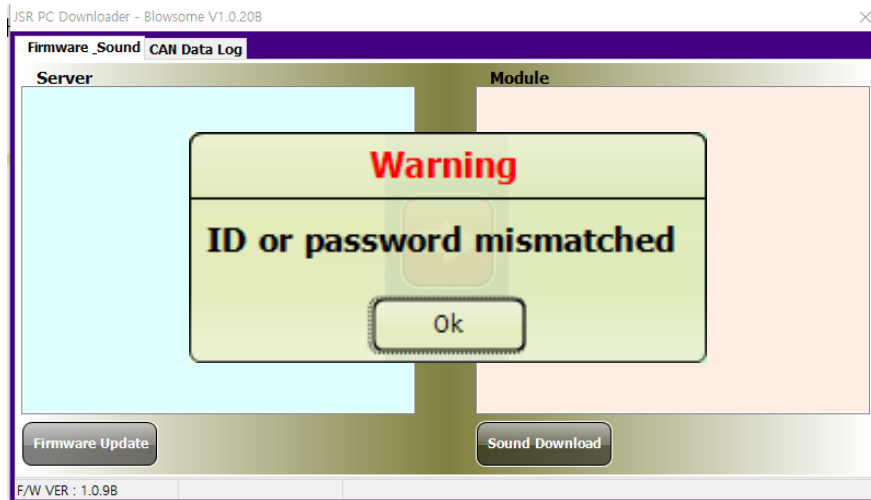 JSR PC Downloader - Blowsome V1.0.20B
Firmware _Sound CAN Data Log
Server Module
Warning
ID or password mismatched
Ok
Firmware Update Sound Download
F/W VER : 1.0.9B